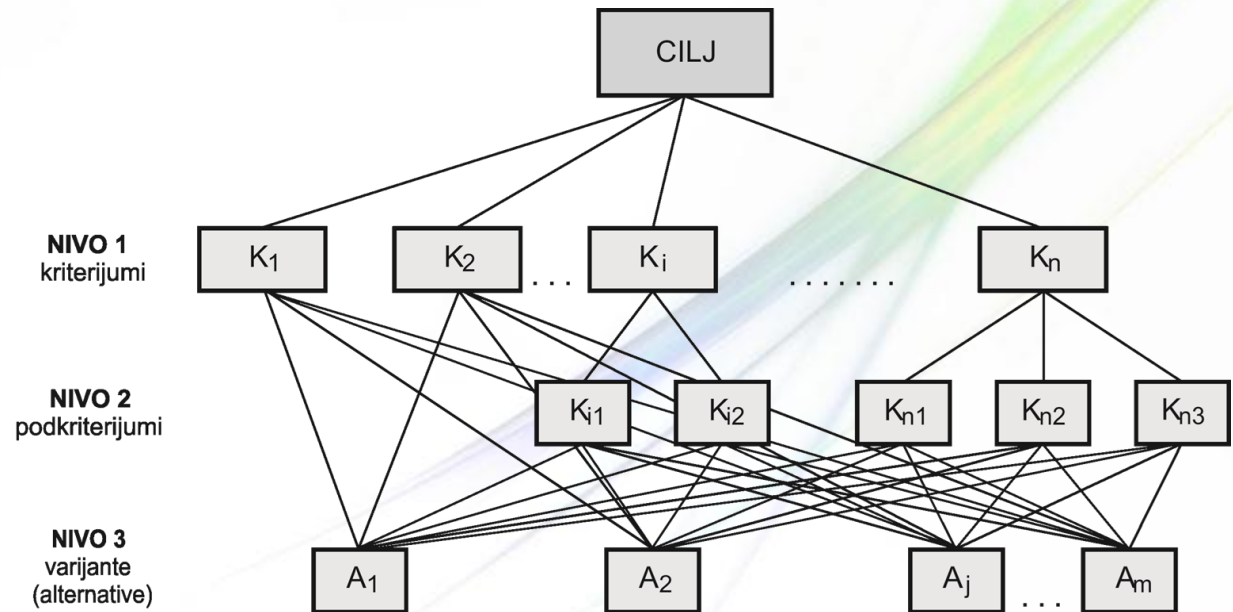 CILJ
NIVO 1
kriterijumi
K₁ K₂ . . . Kᵢ . . . . . . . Kₙ
NIVO 2
podkriterijumi
Kᵢ₁ Kᵢ₂ Kₙ₁ Kₙ₂ Kₙ₃
NIVO 3
varijante
(alternative)
A₁ A₂ Aⱼ . . . Aₘ